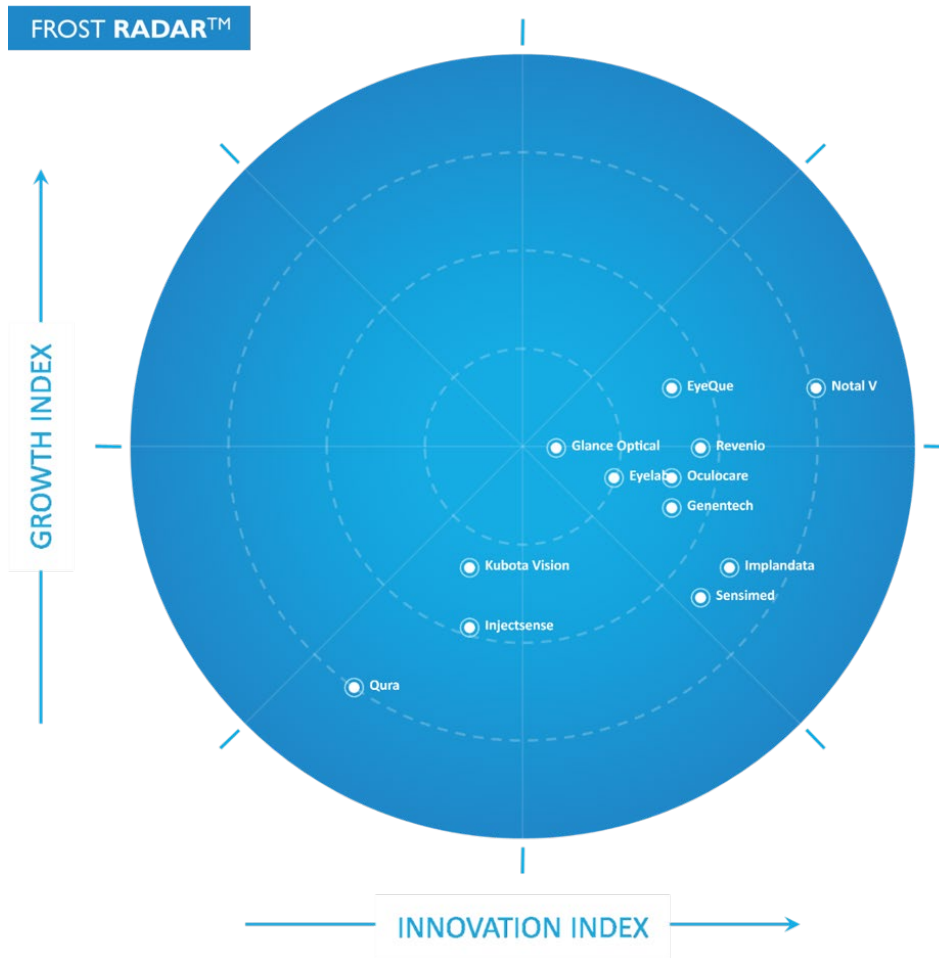 FROST RADAR™
GROWTH INDEX
EyeQue
Notal V
Glance Optical
Revenio
Eyelab
Oculocare
Genentech
Kubota Vision
Implandata
Sensimed
Injectsense
Qura
INNOVATION INDEX